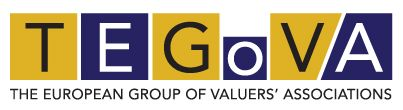 TEGoVA
THE EUROPEAN GROUP OF VALUERS' ASSOCIATIONS